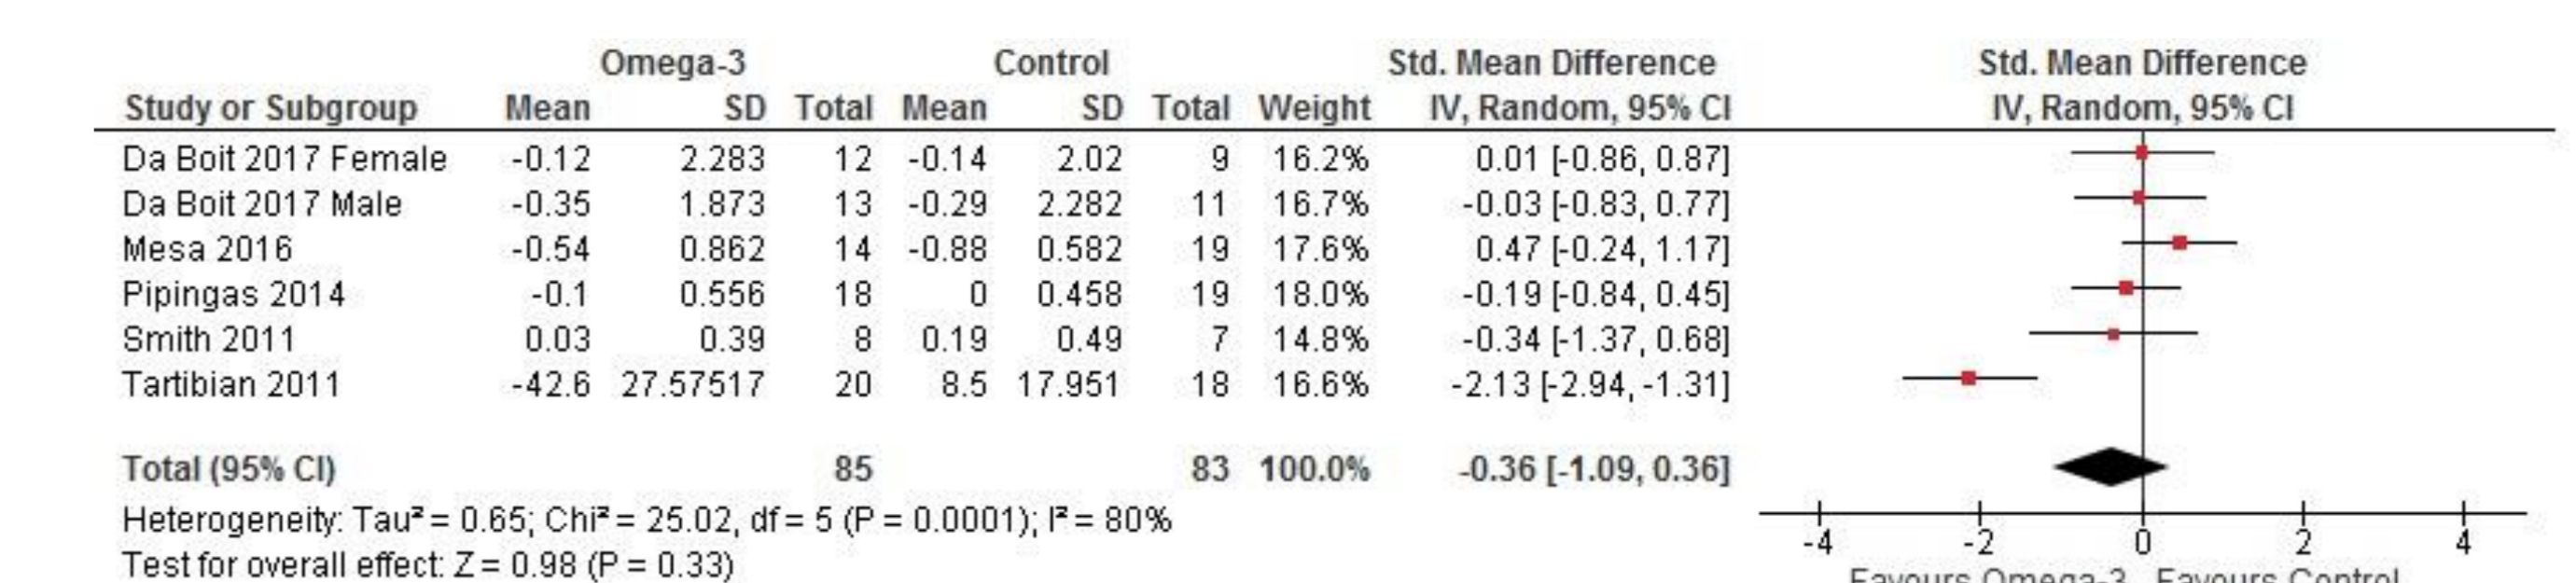 Omega-3 Control Std. Mean Difference Std. Mean Difference
Study or Subgroup Mean SD Total Mean SD Total Weight IV, Random, 95% CI IV, Random, 95% CI
Da Boit 2017 Female -0.12 2.283 12 -0.14 2.02 9 16.2% 0.01 [-0.86, 0.87]
Da Boit 2017 Male -0.35 1.873 13 -0.29 2.282 11 16.7% -0.03 [-0.83, 0.77]
Mesa 2016 -0.54 0.862 14 -0.88 0.582 19 17.6% 0.47 [-0.24, 1.17]
Pipingas 2014 -0.1 0.556 18 0 0.458 19 18.0% -0.19 [-0.84, 0.45]
Smith 2011 0.03 0.39 8 0.19 0.49 7 14.8% -0.34 [-1.37, 0.68]
Tartibian 2011 -42.6 27.57517 20 8.5 17.951 18 16.6% -2.13 [-2.94, -1.31]
Total (95% CI) 85 83 100.0% -0.36 [-1.09, 0.36]
Heterogeneity: Tau² = 0.65; Chi² = 25.02, df = 5 (P = 0.0001); I² = 80%
Test for overall effect: Z = 0.98 (P = 0.33)
-4 -2 0 2 4
Favours Omega-3 Favours Control